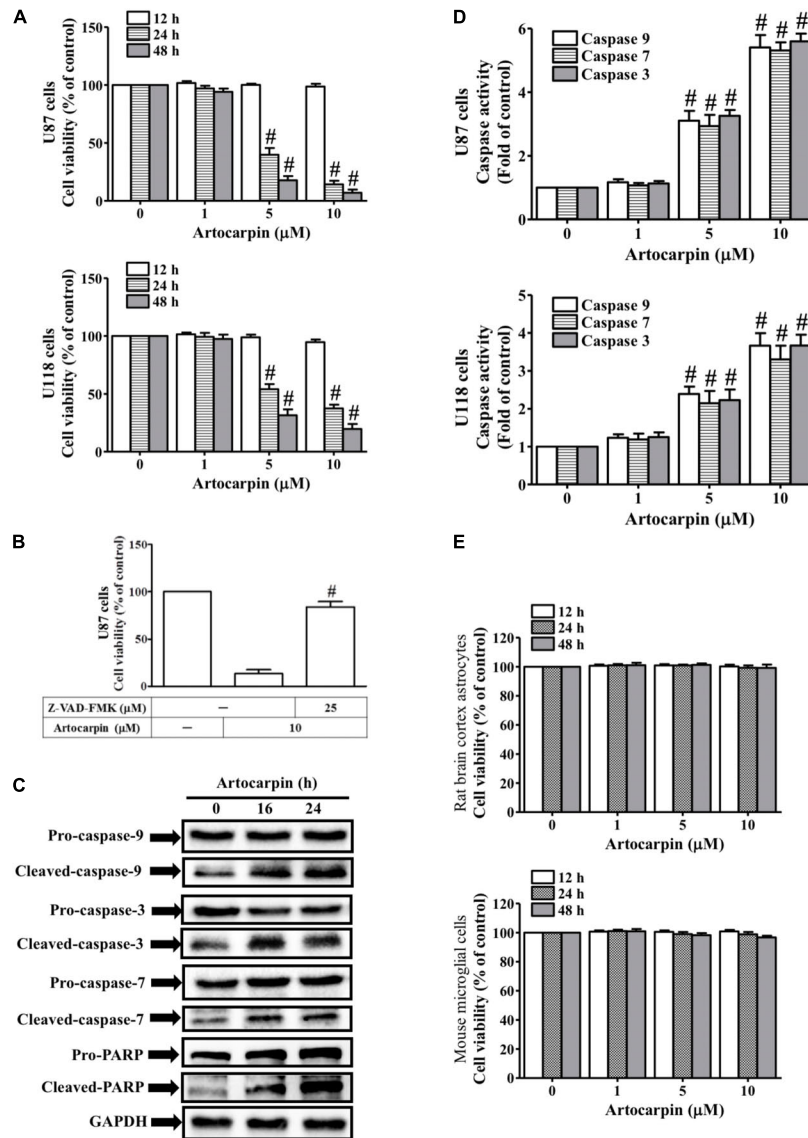 A
12 h
24 h
48 h
U87 cells
Cell viability (% of control)
150
100
50
0
#
#
#
#
0 1 5 10
Artocarpin (μM)
12 h
24 h
48 h
U118 cells
Cell viability (% of control)
150
100
50
0
#
#
#
#
0 1 5 10
Artocarpin (μM)
B
U87 cells
Cell viability (% of control)
150
100
50
0
#
Z-VAD-FMK (μM) – 25
Artocarpin (μM) – 10
C
Artocarpin (h)
0 16 24
Pro-caspase-9
Cleaved-caspase-9
Pro-caspase-3
Cleaved-caspase-3
Pro-caspase-7
Cleaved-caspase-7
Pro-PARP
Cleaved-PARP
GAPDH
D
Caspase 9
Caspase 7
Caspase 3
U87 cells
Caspase activity
(Fold of control)
6
4
2
0
# # #
# # #
0 1 5 10
Artocarpin (μM)
Caspase 9
Caspase 7
Caspase 3
U118 cells
Caspase activity
(Fold of control)
6
4
2
0
# # #
# # #
0 1 5 10
Artocarpin (μM)
E
12 h
24 h
48 h
Rat brain cortex astrocytes
Cell viability (% of control)
120
100
80
60
40
20
0
0 1 5 10
Artocarpin (μM)
12 h
24 h
48 h
Mouse microglial cells
Cell viability (% of control)
120
100
80
60
40
20
0
0 1 5 10
Artocarpin (μM)